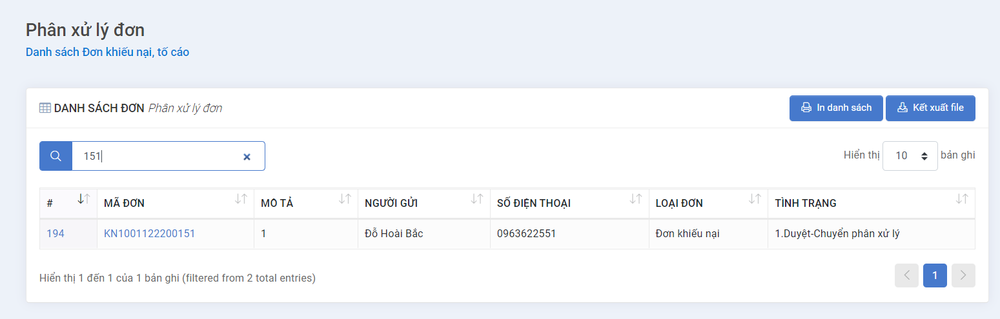 Phân xử lý đơn
Danh sách Đơn khiếu nại, tố cáo
DANH SÁCH ĐƠN Phân xử lý đơn
In danh sách
Kết xuất file
151
Hiển thị 10 bản ghi
# MÃ ĐƠN MÔ TẢ NGƯỜI GỬI SỐ ĐIỆN THOẠI LOẠI ĐƠN TÌNH TRẠNG
194 KN1001122200151 1 Đỗ Hoài Bắc 0963622551 Đơn khiếu nại 1.Duyệt-Chuyển phân xử lý
Hiển thị 1 đến 1 của 1 bản ghi (filtered from 2 total entries)
1